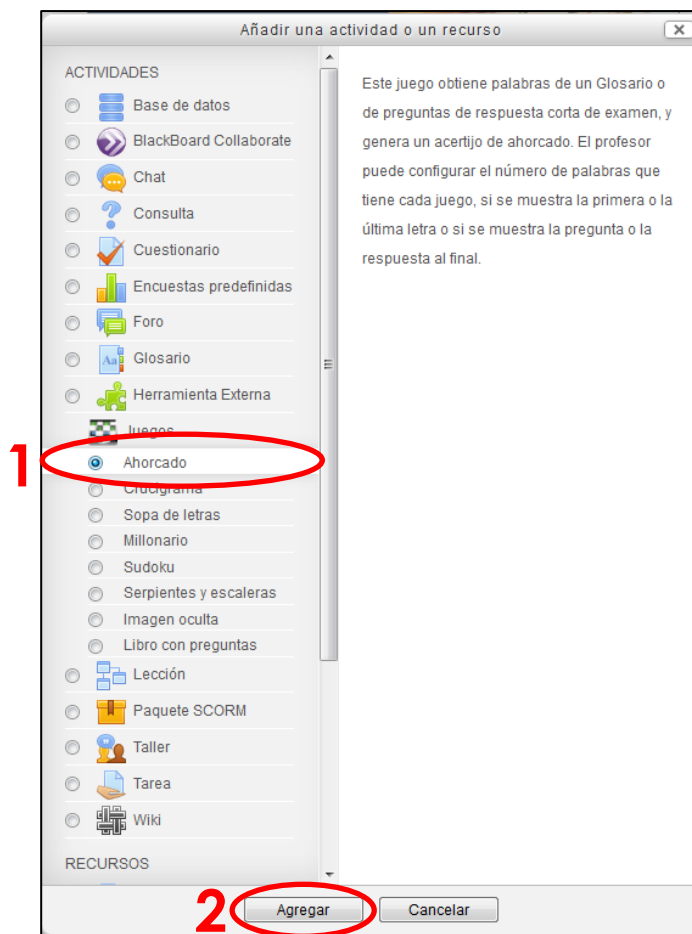 Añadir una actividad o un recurso
ACTIVIDADES
Base de datos
BlackBoard Collaborate
Chat
Consulta
Cuestionario
Encuestas predefinidas
Foro
Glosario
Herramienta Externa
Juegos
1
Ahorcado
Crucigrama
Sopa de letras
Millonario
Sudoku
Serpientes y escaleras
Imagen oculta
Libro con preguntas
Lección
Paquete SCORM
Taller
Tarea
Wiki
RECURSOS
Este juego obtiene palabras de un Glosario o
de preguntas de respuesta corta de examen, y
genera un acertijo de ahorcado. El profesor
puede configurar el número de palabras que
tiene cada juego, si se muestra la primera o la
última letra o si se muestra la pregunta o la
respuesta al final.
2
Agregar
Cancelar